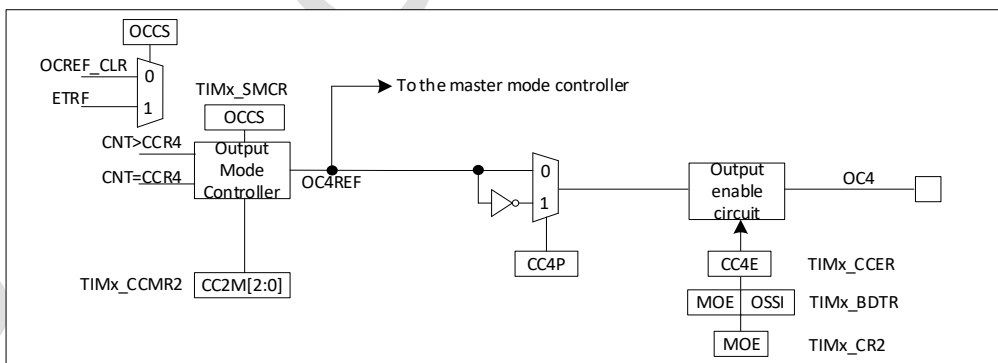 OCCS
OCREF_CLR
0
ETRF
1
TIMx_SMCR
To the master mode controller
OCCS
CNT>CCR4
Output
Mode
Controller
CNT=CCR4
OC4REF
0
1
Output
enable
circuit
OC4
CC4P
CC4E
TIMx_CCER
TIMx_CCMR2
CC2M[2:0]
MOE
OSSI
TIMx_BDTR
MOE
TIMx_CR2